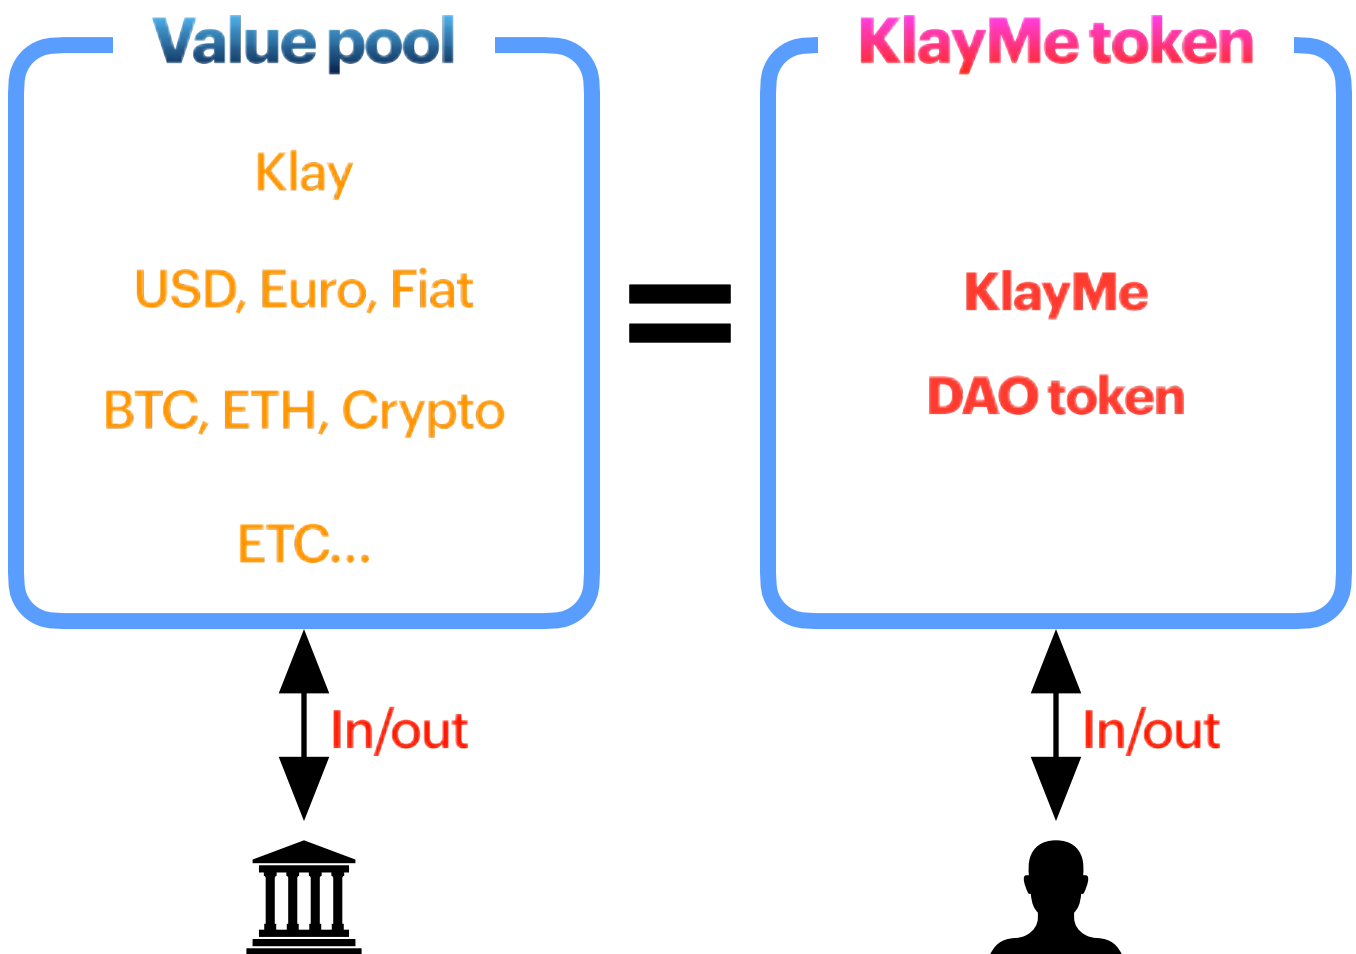 Value pool
Klay
USD, Euro, Fiat
BTC, ETH, Crypto
ETC...
In/out
KlayMe token
KlayMe
DAO token
In/out